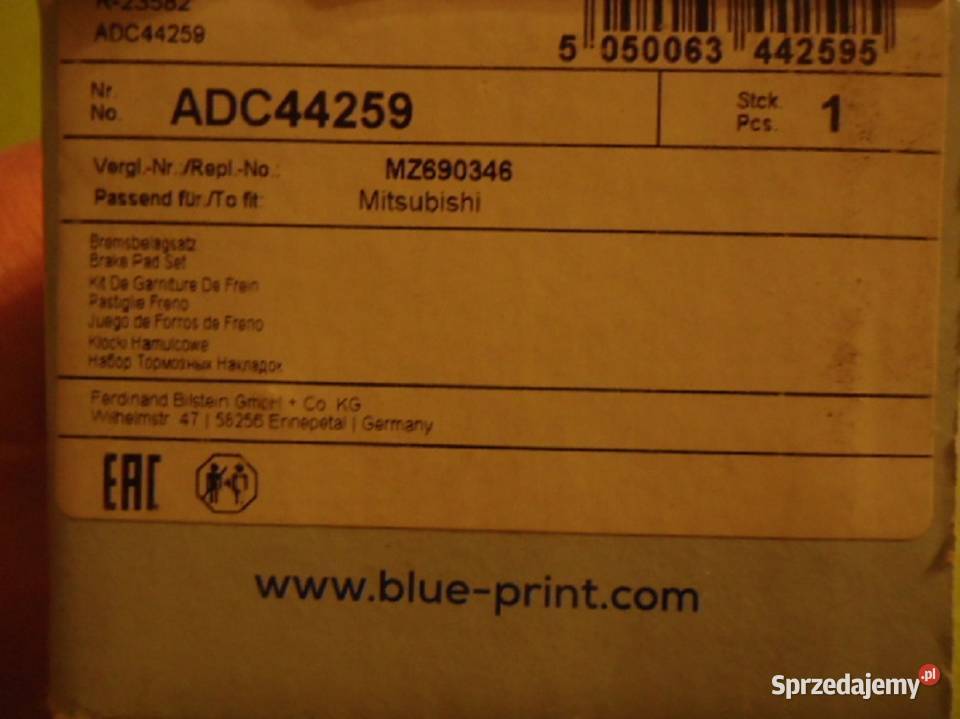 R-23582
ADC44259
5 050063 442595
Nr.
No.
ADC44259
Stck.
Pcs.
1
Vergl.-Nr./Repl.-No.: MZ690346
Passend für./To fit: Mitsubishi
Bremsbelagsatz
Brake Pad Set
Kit De Garniture De Frein
Pastiglie Freno
Juego de Forros de Freno
Klocki Hamulcowe
Набор Тормозных Накладок
Ferdinand Bilstein GmbH + Co. KG
Wilhelmstr. 47 | 58256 Ennepetal | Germany
EAC
www.blue-print.com
Sprzedajemy.pl